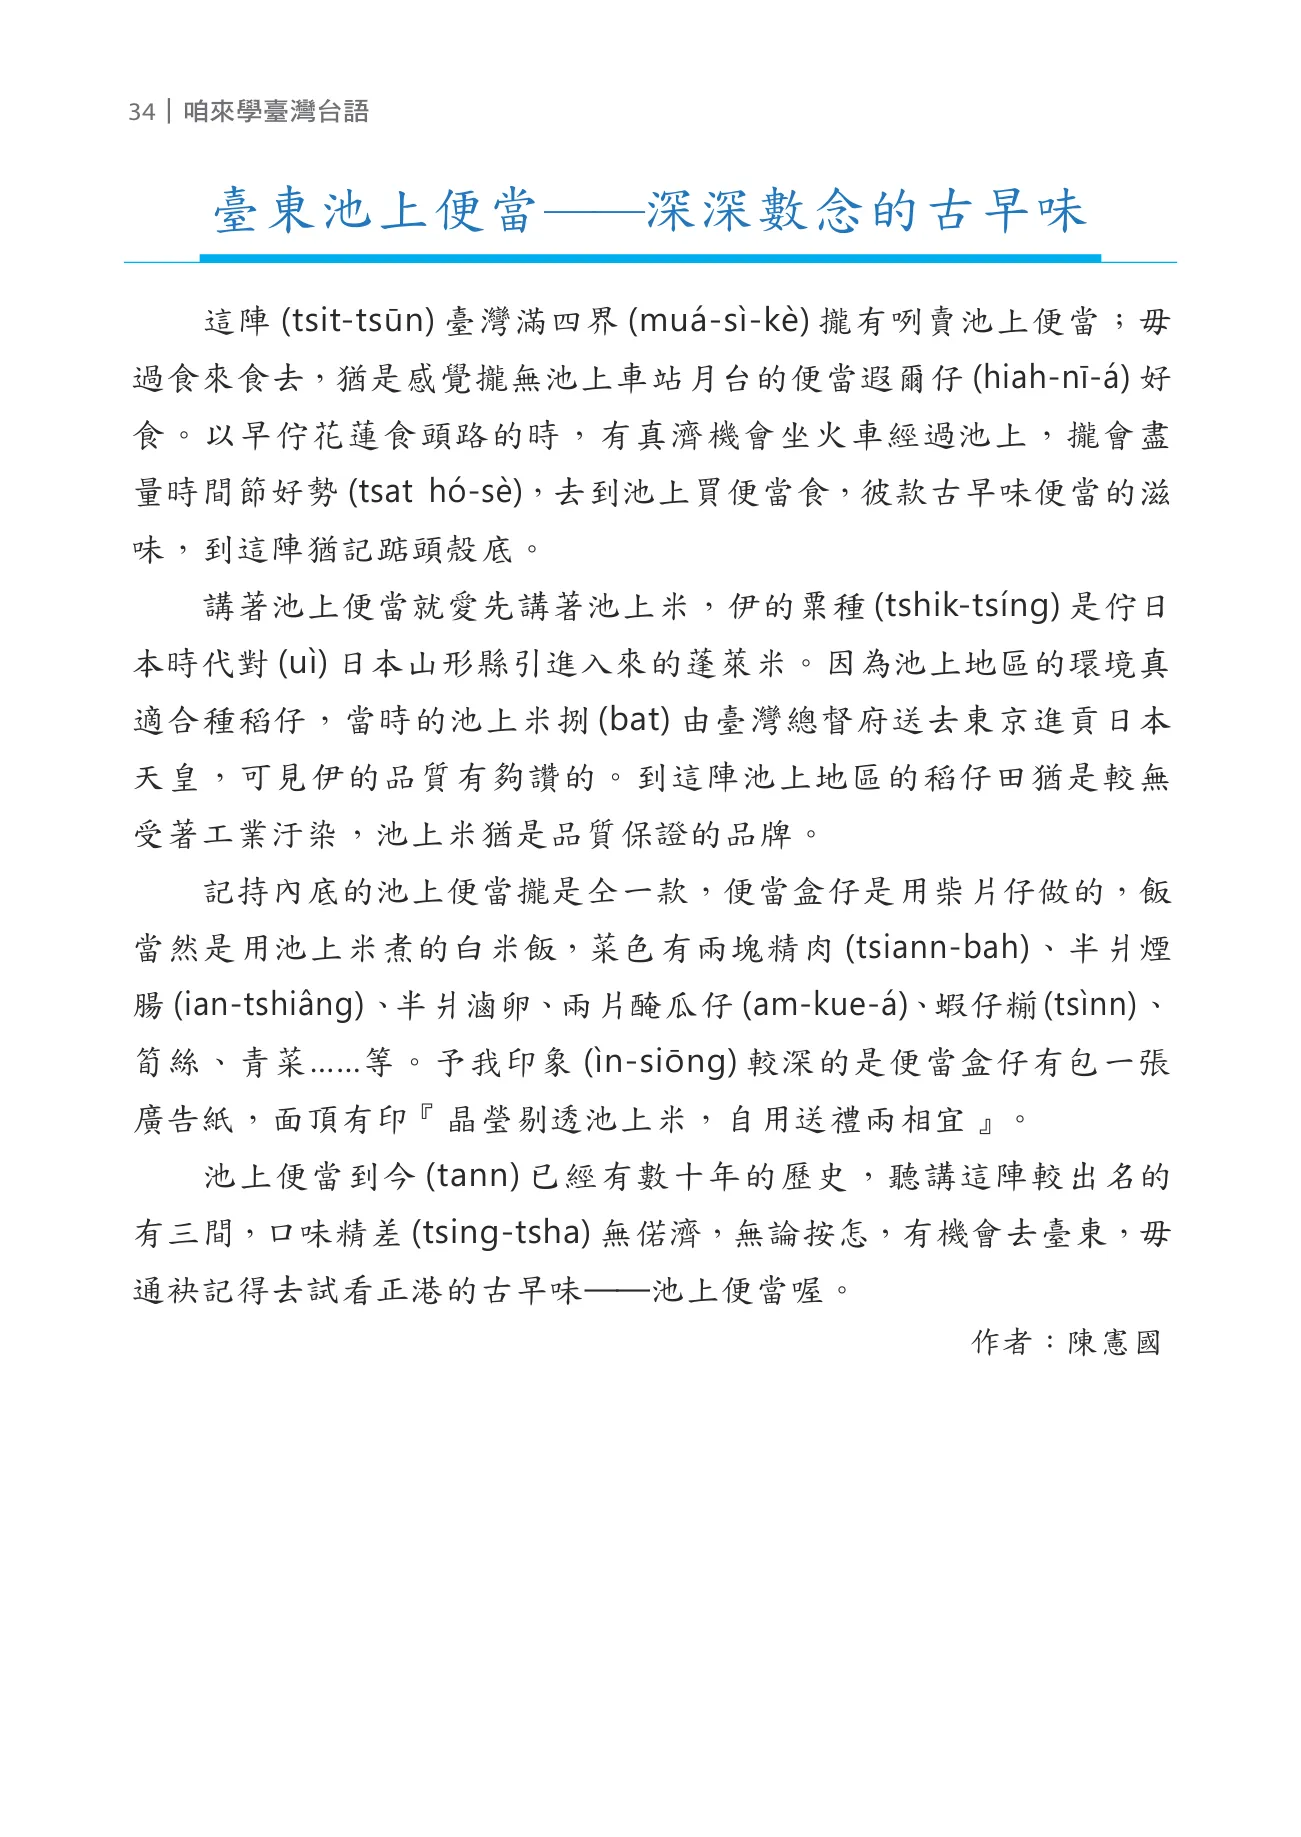 34｜咱來學臺灣台語
臺東池上便當——深深數念的古早味
這陣 (tsit-tsūn) 臺灣滿四界 (muá-sì-kè) 攏有咧賣池上便當；毋
過食來食去，猶是感覺攏無池上車站月台的便當遐爾仔 (hiah-nī-á) 好
食。以早佇花蓮食頭路的時，有真濟機會坐火車經過池上，攏會盡
量時間節好勢 (tsat hó-sè)，去到池上買便當食，彼款古早味便當的滋
味，到這陣猶記踮頭殼底。
講著池上便當就愛先講著池上米，伊的粟種 (tshik-tsíng) 是佇日
本時代對 (uì) 日本山形縣引進入來的蓬萊米。因為池上地區的環境真
適合種稻仔，當時的池上米捌 (bat) 由臺灣總督府送去東京進貢日本
天皇，可見伊的品質有夠讚的。到這陣池上地區的稻仔田猶是較無
受著工業汙染，池上米猶是品質保證的品牌。
記持內底的池上便當攏是仝一款，便當盒仔是用柴片仔做的，飯
當然是用池上米煮的白米飯，菜色有兩塊精肉 (tsiann-bah)、半爿煙
腸 (ian-tshiâng)、半爿滷卵、兩片醃瓜仔 (am-kue-á)、蝦仔糋(tsìnn)、
筍絲、青菜……等。予我印象 (ìn-siōng) 較深的是便當盒仔有包一張
廣告紙，面頂有印『晶瑩剔透池上米，自用送禮兩相宜』。
池上便當到今 (tann) 已經有數十年的歷史，聽講這陣較出名的
有三間，口味精差 (tsing-tsha) 無偌濟，無論按怎，有機會去臺東，毋
通袂記得去試看正港的古早味——池上便當喔。
作者：陳憲國